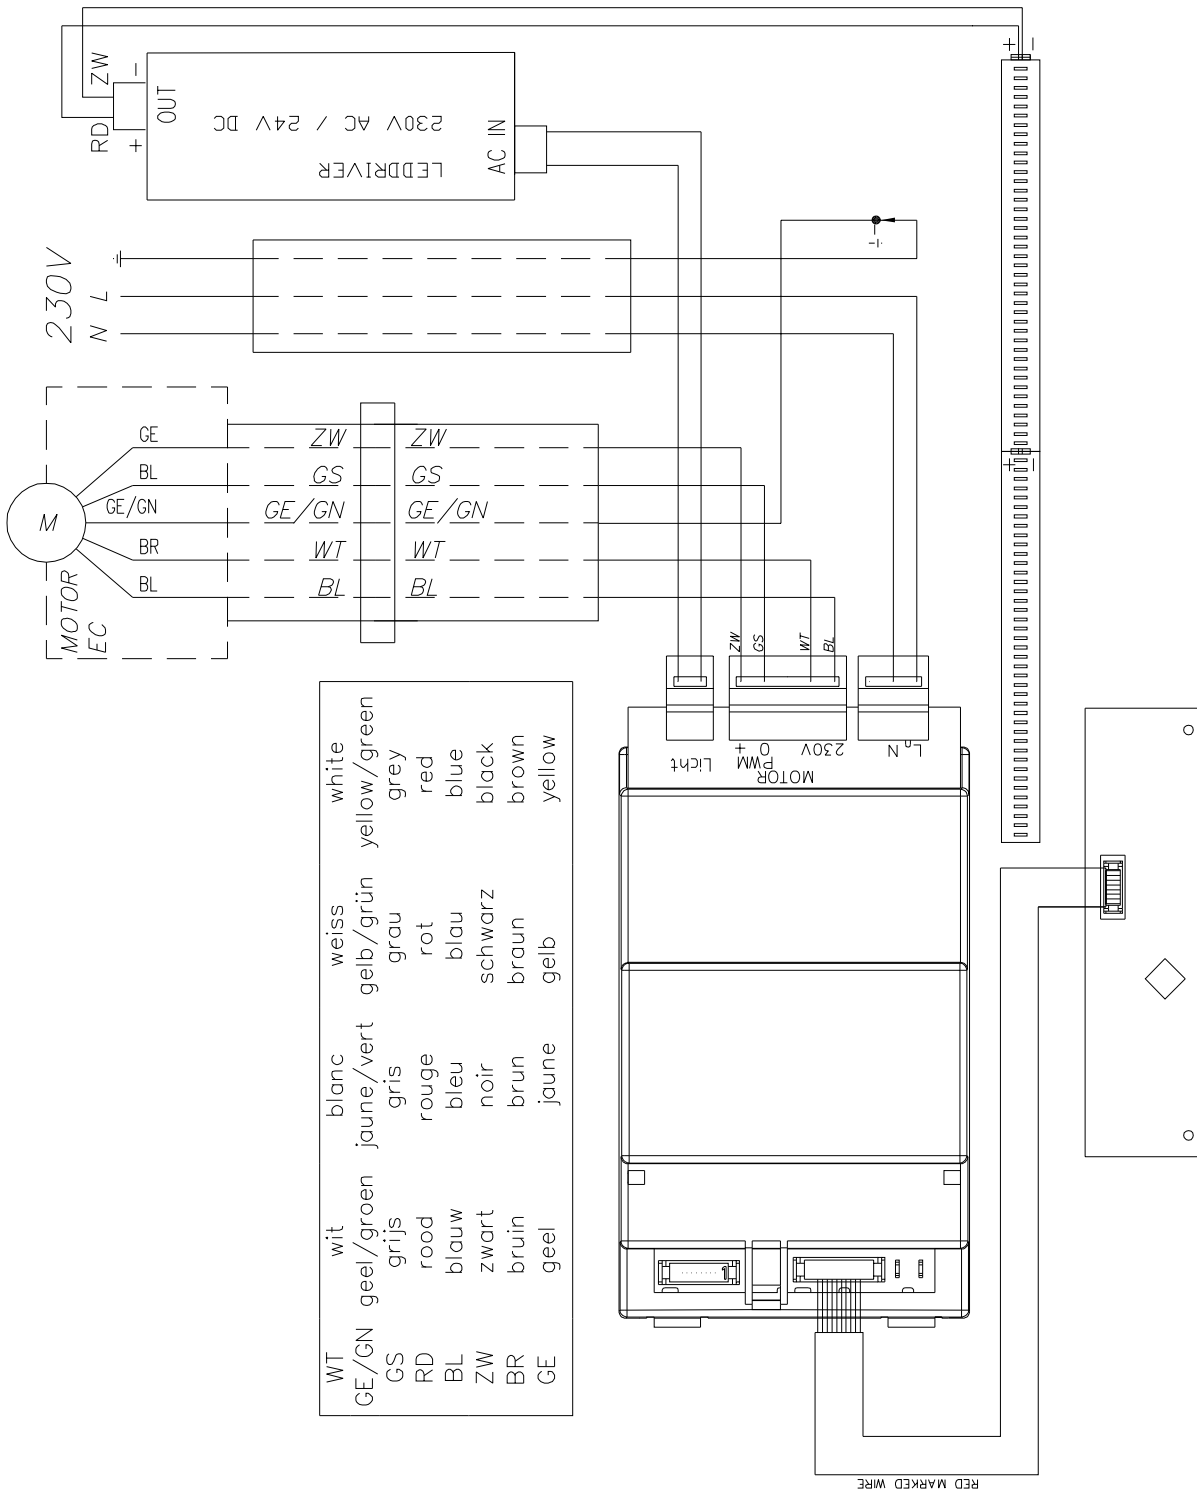 RD ZW
+ -
OUT
LEDDRIVER
230V AC / 24V DC
AC IN
+ -
+ -
230V
N L
MOTOR
EC
M
GE
BL
GE/GN
BR
BL
ZW ZW
GS GS
GE/GN GE/GN
WT WT
BL BL
ZW
GS
WT
BL
Licht
+ 0
PWM
230V
MOTOR
N L
WT wit blanc weiss white
GE/GN geel/groen jaune/vert gelb/grün yellow/green
GS grijs gris grau grey
RD rood rouge rot red
BL blauw bleu blau blue
ZW zwart noir schwarz black
BR bruin brun braun brown
GE geel jaune gelb yellow
1
RED MARKED WIRE